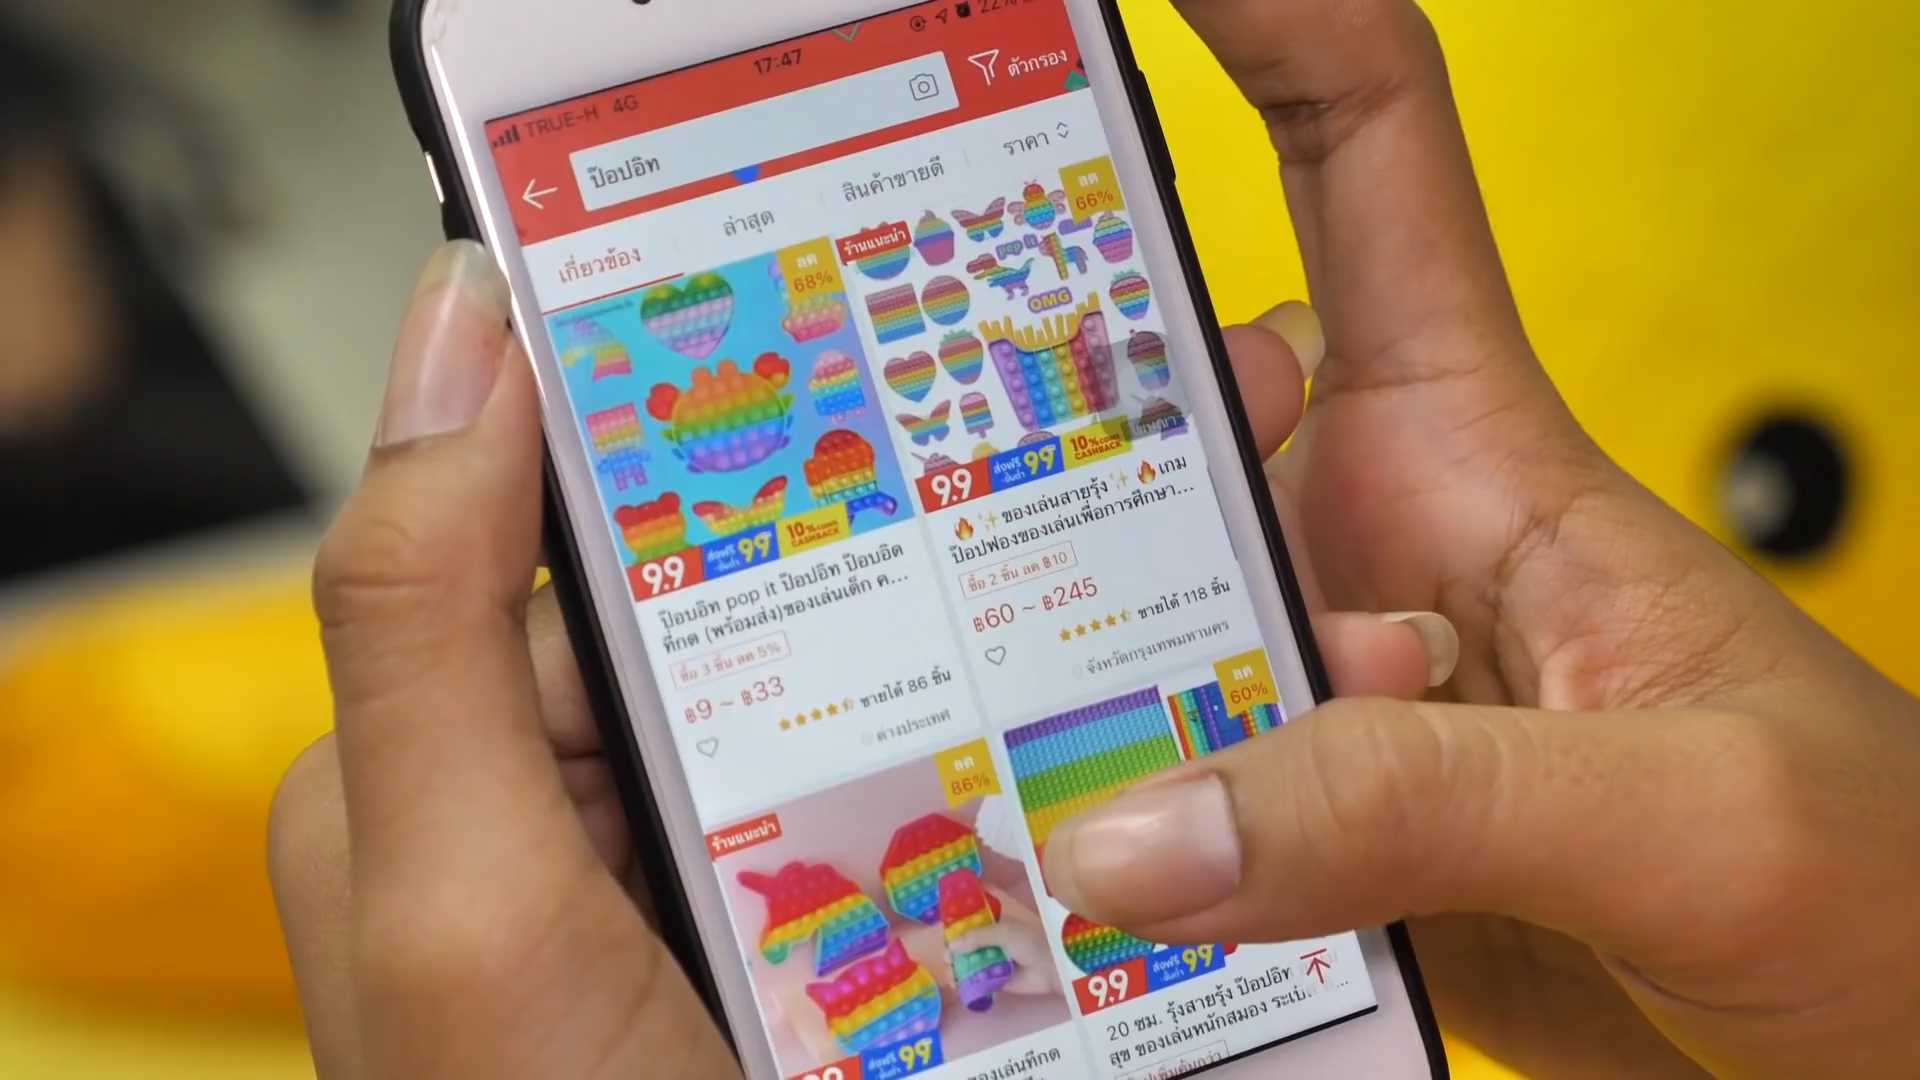 TRUE-H 4G
17:47
22%
ป๊อปอิท
ตัวกรอง
เกี่ยวข้อง
ล่าสุด
สินค้าขายดี
ราคา
ลด
68%
9.9
ส่งฟรี
99
10% COINS
CASHBACK
ป๊อบอิท pop it ป๊อปอิท ป๊อบอิด
ที่กด (พร้อมส่ง)ของเล่นเด็ก ค...
ซื้อ 3 ชิ้น ลด 5%
฿9 ~ ฿33
ขายได้ 86 ชิ้น
ต่างประเทศ
ร้านแนะนำ
ลด
66%
pop it
OMG
9.9
ส่งฟรี
99
10% COINS
CASHBACK
ของเล่นสายรุ้ง เกม
ป๊อปฟองของเล่นเพื่อการศึกษา...
ซื้อ 2 ชิ้น ลด ฿10
฿60 ~ ฿245
ขายได้ 118 ชิ้น
จังหวัดกรุงเทพมหานคร
ร้านแนะนำ
ลด
86%
ส่งฟรี
99
ลด
60%
9.9
ส่งฟรี
99
20 ซม. รุ้งสายรุ้ง ป๊อปอิท
สุข ของเล่นหนักสมอง